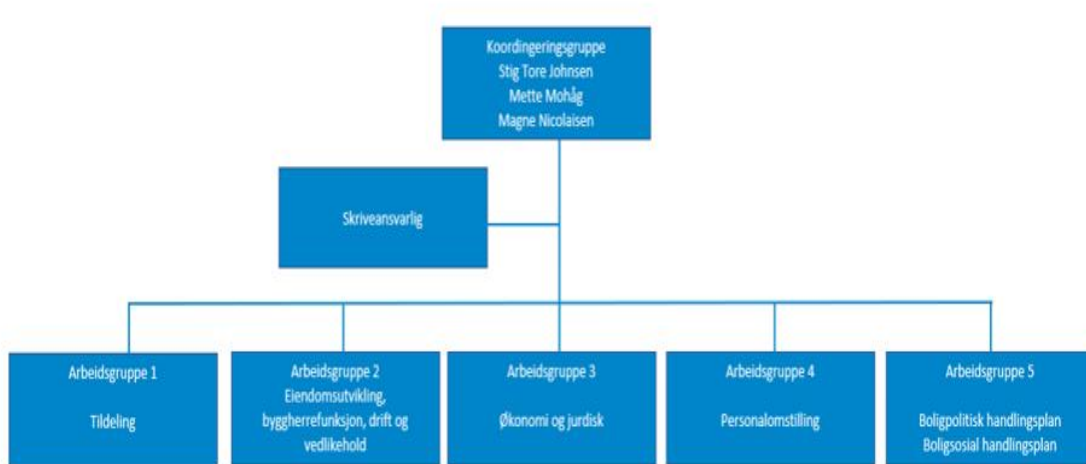 Koordingeringsgruppe
Stig Tore Johnsen
Mette Mohåg
Magne Nicolaisen
Skriveansvarlig
Arbeidsgruppe 1
Tildeling
Arbeidsgruppe 2
Eiendomsutvikling,
byggherrefunksjon, drift og
vedlikehold
Arbeidsgruppe 3
Økonomi og jurdisk
Arbeidsgruppe 4
Personalomstilling
Arbeidsgruppe 5
Boligpolitisk handlingsplan
Boligsosial handlingsplan